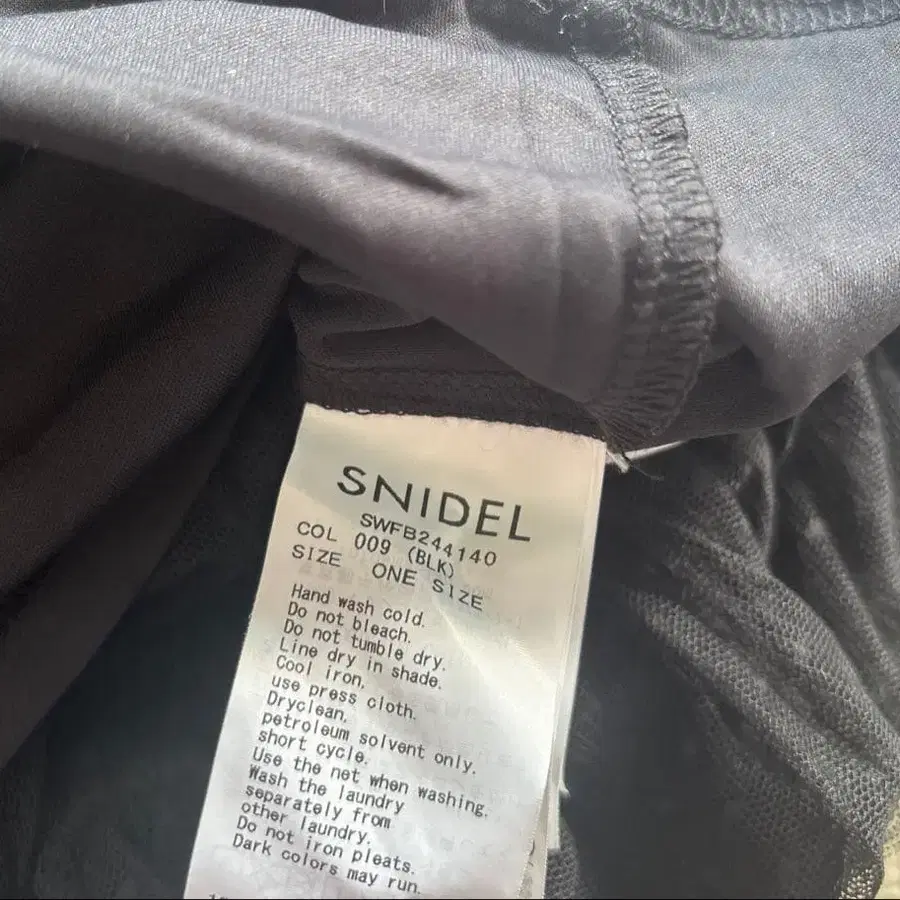 SNIDEL
SWFB244140
COL 009 (BLK)
SIZE ONE SIZE
Hand wash cold.
Do not bleach.
Do not tumble dry.
Line dry in shade.
Cool iron,
use press cloth.
Dryclean,
petroleum solvent only.
short cycle.
Use the net when washing.
Wash the laundry
separately from
other laundry.
Do not iron pleats.
Dark colors may run.